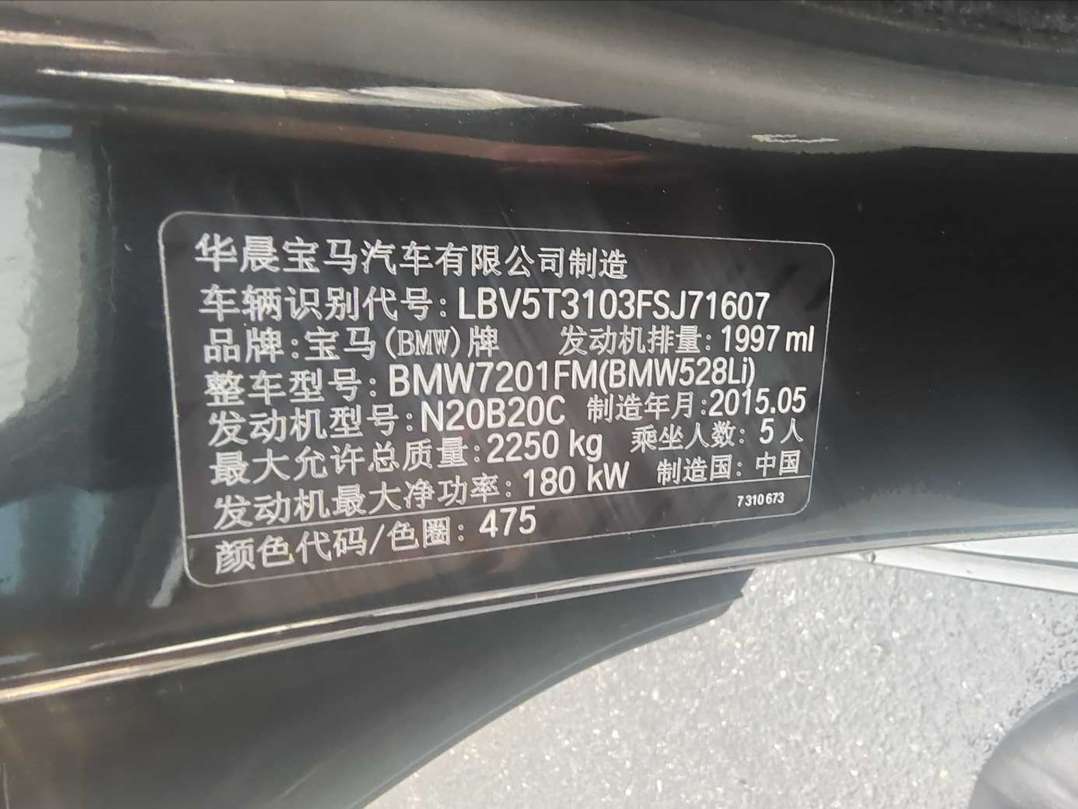 华晨宝马汽车有限公司制造
车辆识别代号: LBV5T3103FSJ71607
品牌: 宝马(BMW)牌 发动机排量: 1997 ml
整车型号: BMW7201FM(BMW528Li)
发动机型号: N20B20C 制造年月: 2015.05
最大允许总质量: 2250 kg 乘坐人数: 5人
发动机最大净功率: 180 kW 制造国: 中国
7 310 673
颜色代码/色圈: 475